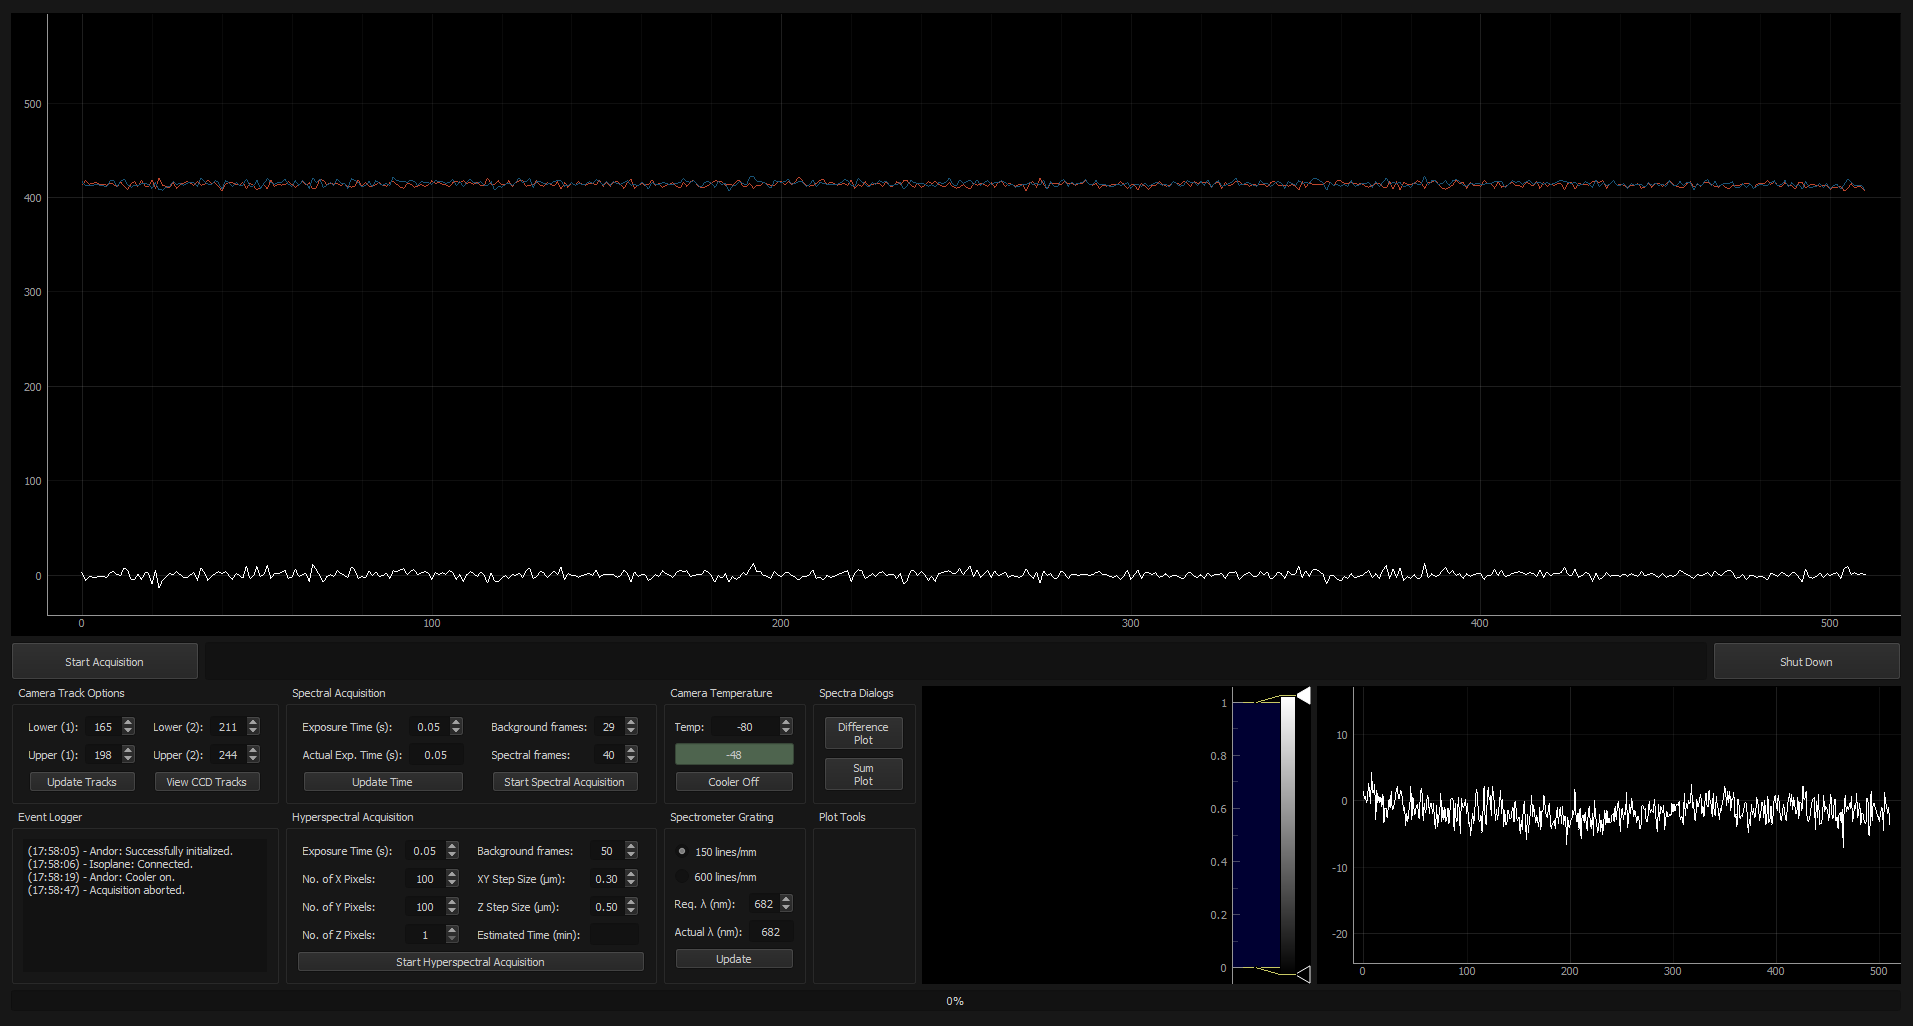 500
400
300
200
100
0
0 100 200 300 400 500
Start Acquisition
Shut Down
Camera Track Options
Lower (1): 165 Lower (2): 211
Upper (1): 198 Upper (2): 244
Update Tracks View CCD Tracks
Spectral Acquisition
Exposure Time (s): 0.05 Background frames: 29
Actual Exp. Time (s): 0.05 Spectral frames: 40
Update Time Start Spectral Acquisition
Camera Temperature
Temp: -80
-48
Cooler Off
Spectra Dialogs
Difference
Plot
Sum
Plot
Event Logger
(17:58:05) - Andor: Successfully initialized.
(17:58:06) - Isoplane: Connected.
(17:58:19) - Andor: Cooler on.
(17:58:47) - Acquisition aborted.
Hyperspectral Acquisition
Exposure Time (s): 0.05 Background frames: 50
No. of X Pixels: 100 XY Step Size (μm): 0.30
No. of Y Pixels: 100 Z Step Size (μm): 0.50
No. of Z Pixels: 1 Estimated Time (min):
Start Hyperspectral Acquisition
Spectrometer Grating
150 lines/mm
600 lines/mm
Req. λ (nm): 682
Actual λ (nm): 682
Update
Plot Tools
1
0.8
0.6
0.4
0.2
0
10
0
-10
-20
0 100 200 300 400 500
0%